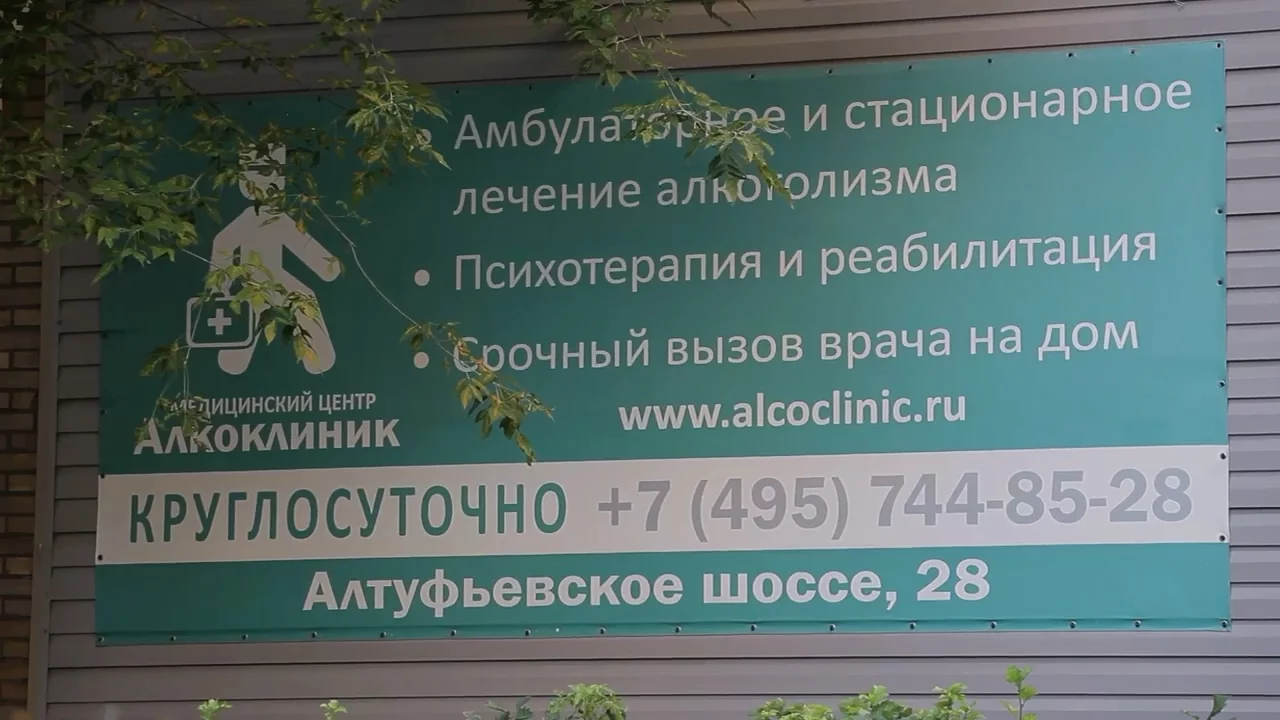 • Амбулаторное и стационарное
лечение алкоголизма
• Психотерапия и реабилитация
• Срочный вызов врача на дом
www.alcoclinic.ru
МЕДИЦИНСКИЙ ЦЕНТР
АЛКОКЛИНИК
КРУГЛОСУТОЧНО +7 (495) 744-85-28
Алтуфьевское шоссе, 28